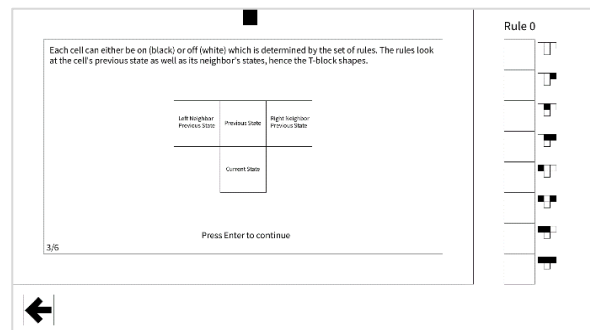 Rule 0
Each cell can either be on (black) or off (white) which is determined by the set of rules. The rules look
at the cell's previous state as well as its neighbor's states, hence the T-block shapes.
Left Neighbor
Previous State
Previous State
Right Neighbor
Previous State
Current State
Press Enter to continue
3/6